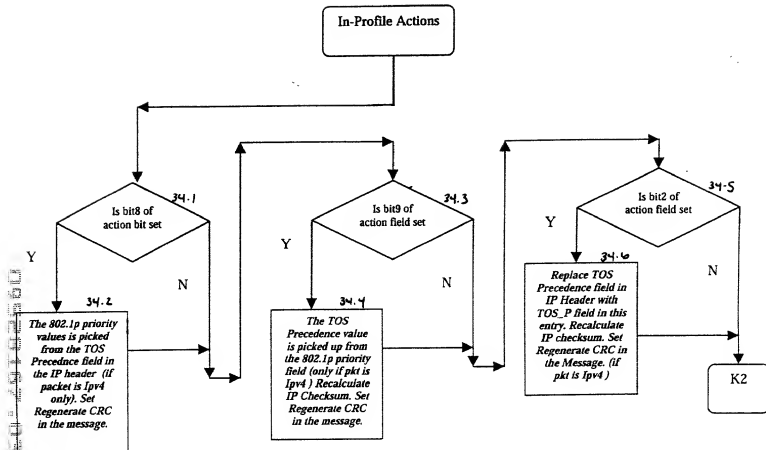 In-Profile Actions
34.1
Is bit8 of
action bit set
Y
N
34.2
The 802.1p priority
values is picked
from the TOS
Precednce field in
the IP header (if
packet is Ipv4
only). Set
Regenerate CRC
in the message.
34.3
Is bit9 of
action field set
Y
N
34.4
The TOS
Precedence value
is picked up from
the 802.1p priority
field (only if pkt is
Ipv4 ) Recalculate
IP Checksum. Set
Regenerate CRC
in the message.
34.5
Is bit2 of
action field set
Y
N
34.6
Replace TOS
Precedence field in
IP Header with
TOS_P field in this
entry. Recalculate
IP checksum. Set
Regenerate CRC in
the Message. (if
pkt is Ipv4 )
K2